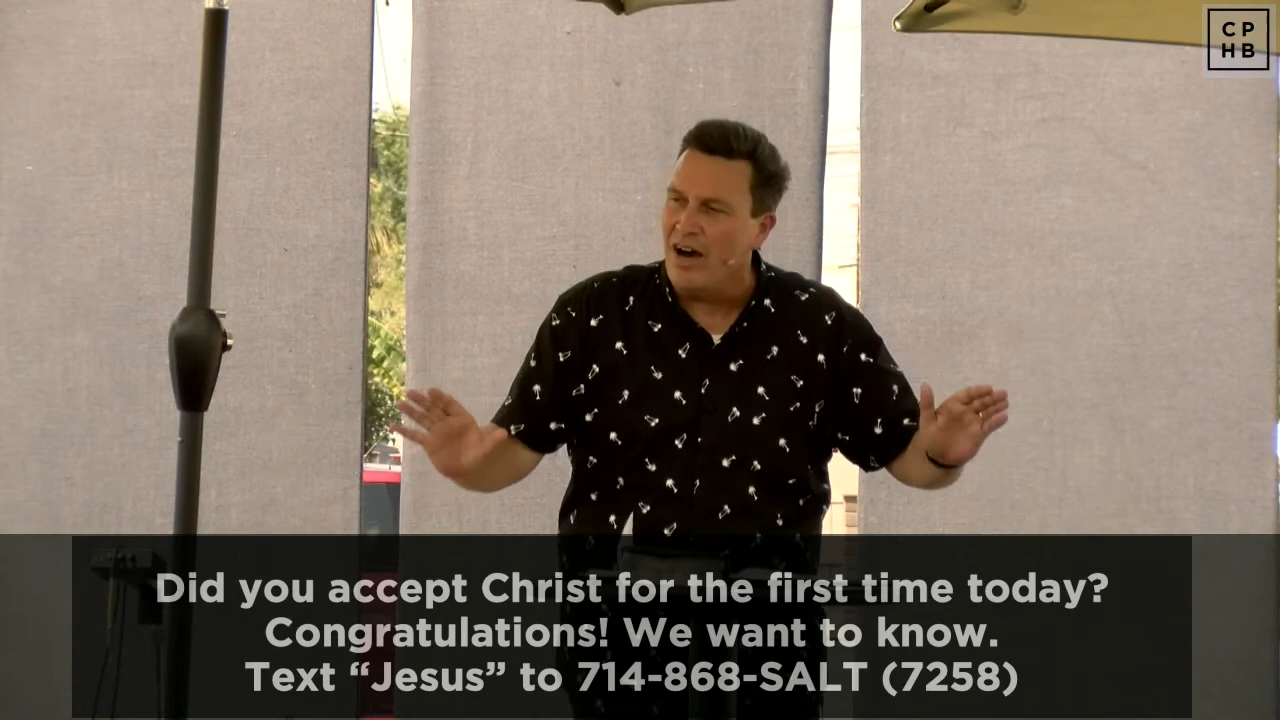 CP
HB
Did you accept Christ for the first time today?
Congratulations! We want to know.
Text “Jesus” to 714-868-SALT (7258)